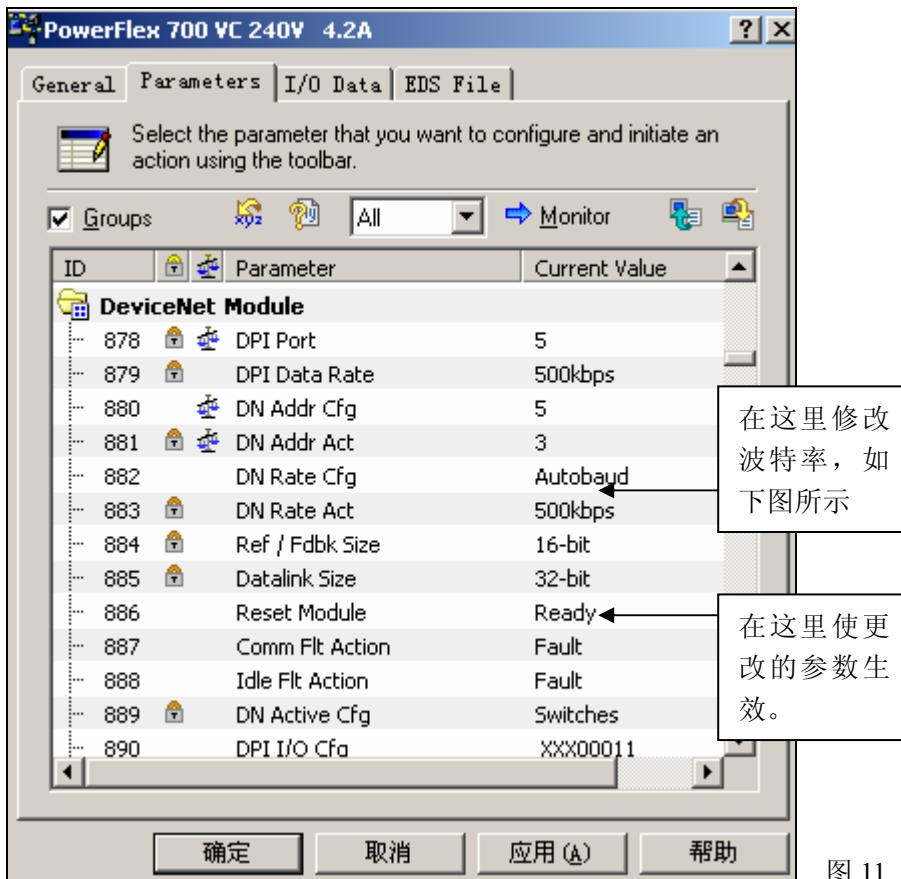 PowerFlex 700 VC 240V 4.2A
General Parameters I/O Data EDS File
Select the parameter that you want to configure and initiate an
action using the toolbar.
Groups All Monitor
ID Parameter Current Value
DeviceNet Module
878 DPI Port 5
879 DPI Data Rate 500kbps
880 DN Addr Cfg 5
881 DN Addr Act 3
882 DN Rate Cfg Autobaud
883 DN Rate Act 500kbps
884 Ref / Fdbk Size 16-bit
885 Datalink Size 32-bit
886 Reset Module Ready
887 Comm Flt Action Fault
888 Idle Flt Action Fault
889 DN Active Cfg Switches
890 DPI I/O Cfg XXX00011
在这里修改
波特率，如
下图所示
在这里使更
改的参数生
效。
确定 取消 应用(A) 帮助
图 11